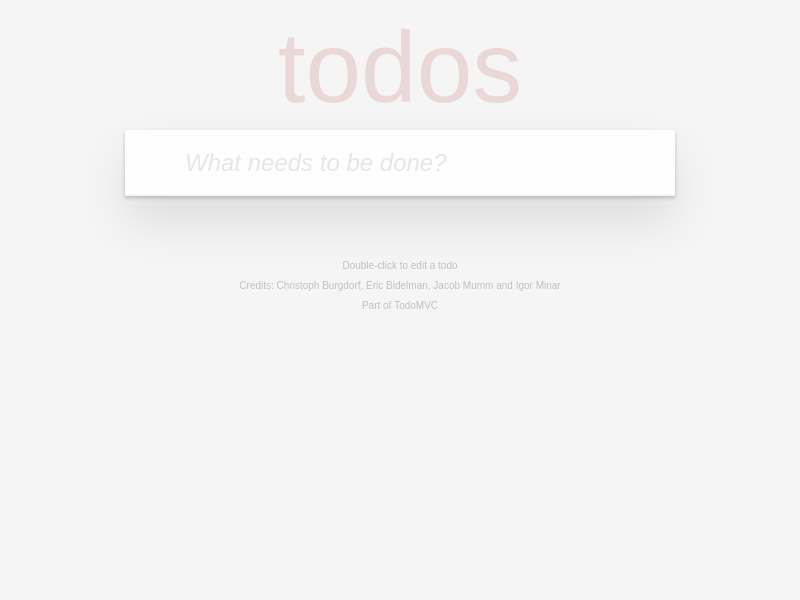 todos
What needs to be done?
Double-click to edit a todo
Credits: Christoph Burgdorf, Eric Bidelman, Jacob Mumm and Igor Minar
Part of TodoMVC